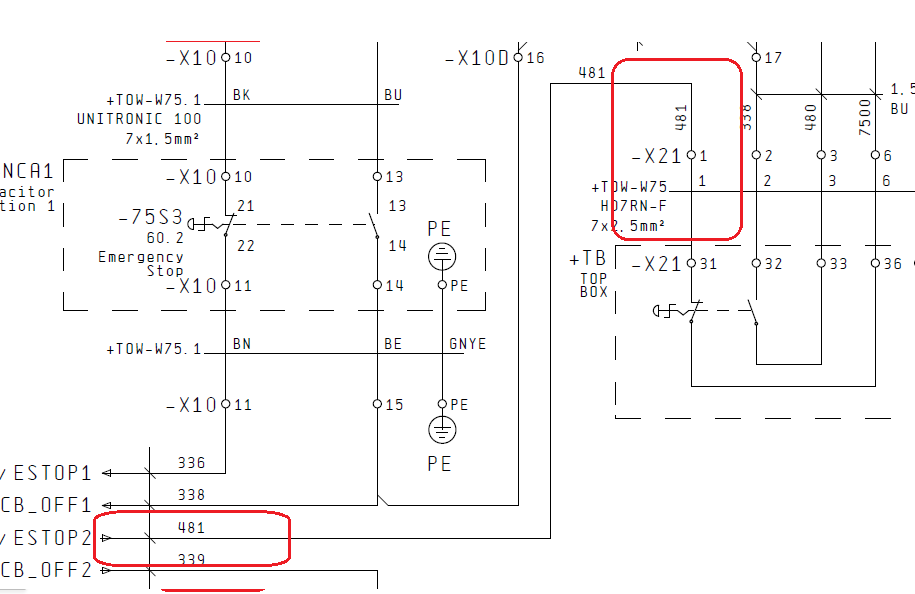 -X10 10
-X10D 16
17
481
481
338
480
7500
1.5
BU
+TOW-W75.1 BK BU
UNITRONIC 100
7x1,5mm²
-X21 1 2 3 6
NCA1
acitor
tion 1
-X10 10 13
+TOW-W75 1 2 3 6
H07RN-F
7x2.5mm²
-75S3 21 13
60.2 22 14
Emergency
Stop
PE
+TB -X21 31 32 33 36
TOP
BOX
-X10 11 14 PE
+TOW-W75.1 BN BE GNYE
-X10 11 15 PE
PE
336
ESTOP1
338
CB_OFF1
481
ESTOP2
339
CB_OFF2